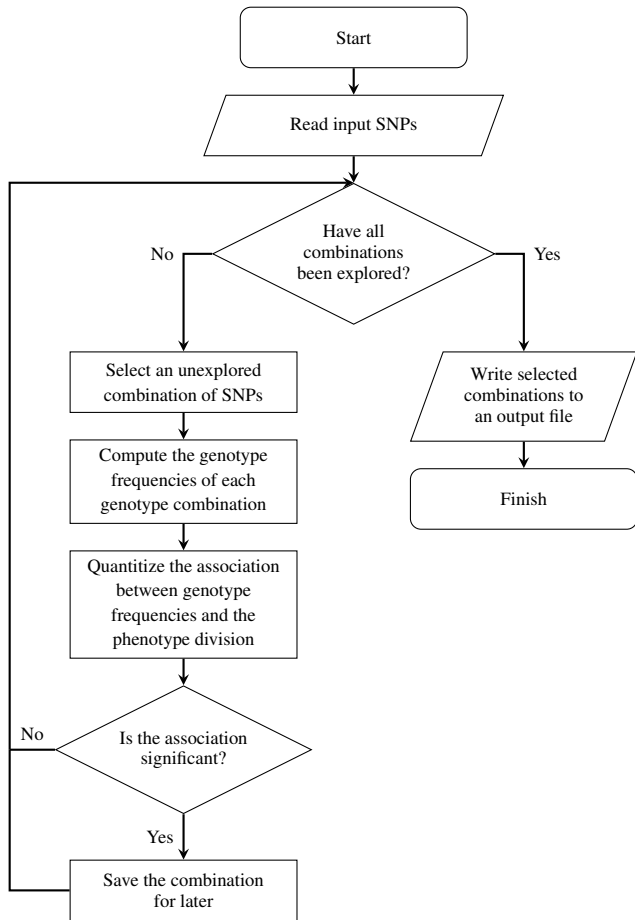 Start
Read input SNPs
Have all
combinations
been explored?
No
Yes
Select an unexplored
combination of SNPs
Write selected
combinations to
an output file
Compute the genotype
frequencies of each
genotype combination
Finish
Quantitize the association
between genotype
frequencies and the
phenotype division
No
Is the association
significant?
Yes
Save the combination
for later